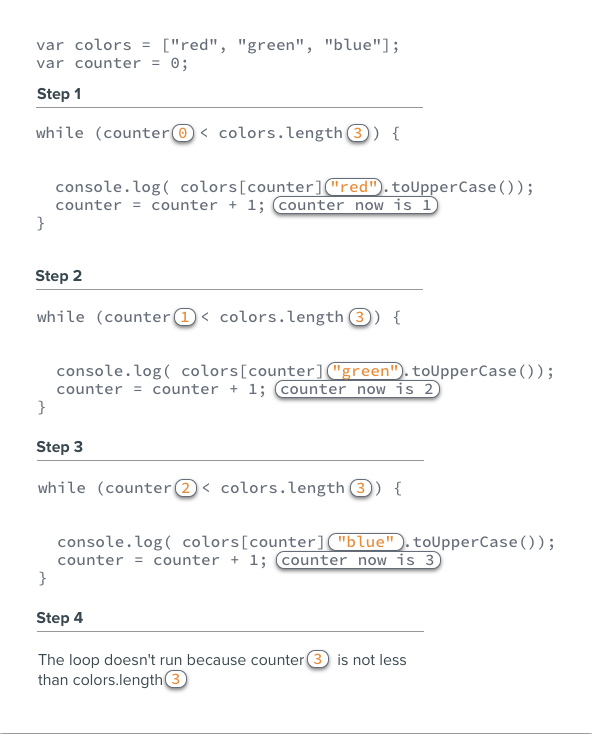 var colors = ["red", "green", "blue"];
var counter = 0;
Step 1
while (counter 0 < colors.length 3 ) {
console.log( colors[counter] "red" .toUpperCase());
counter = counter + 1; counter now is 1
}
Step 2
while (counter 1 < colors.length 3 ) {
console.log( colors[counter] "green" .toUpperCase());
counter = counter + 1; counter now is 2
}
Step 3
while (counter 2 < colors.length 3 ) {
console.log( colors[counter] "blue" .toUpperCase());
counter = counter + 1; counter now is 3
}
Step 4
The loop doesn't run because counter 3 is not less
than colors.length 3